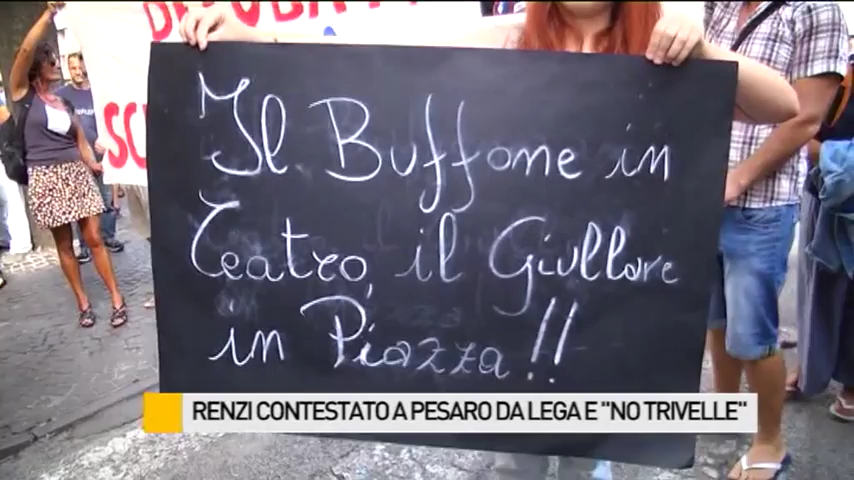 Il Buffone in
Teatro, il Giullare
in Piazza!!
RENZI CONTESTATO A PESARO DA LEGA E "NO TRIVELLE"